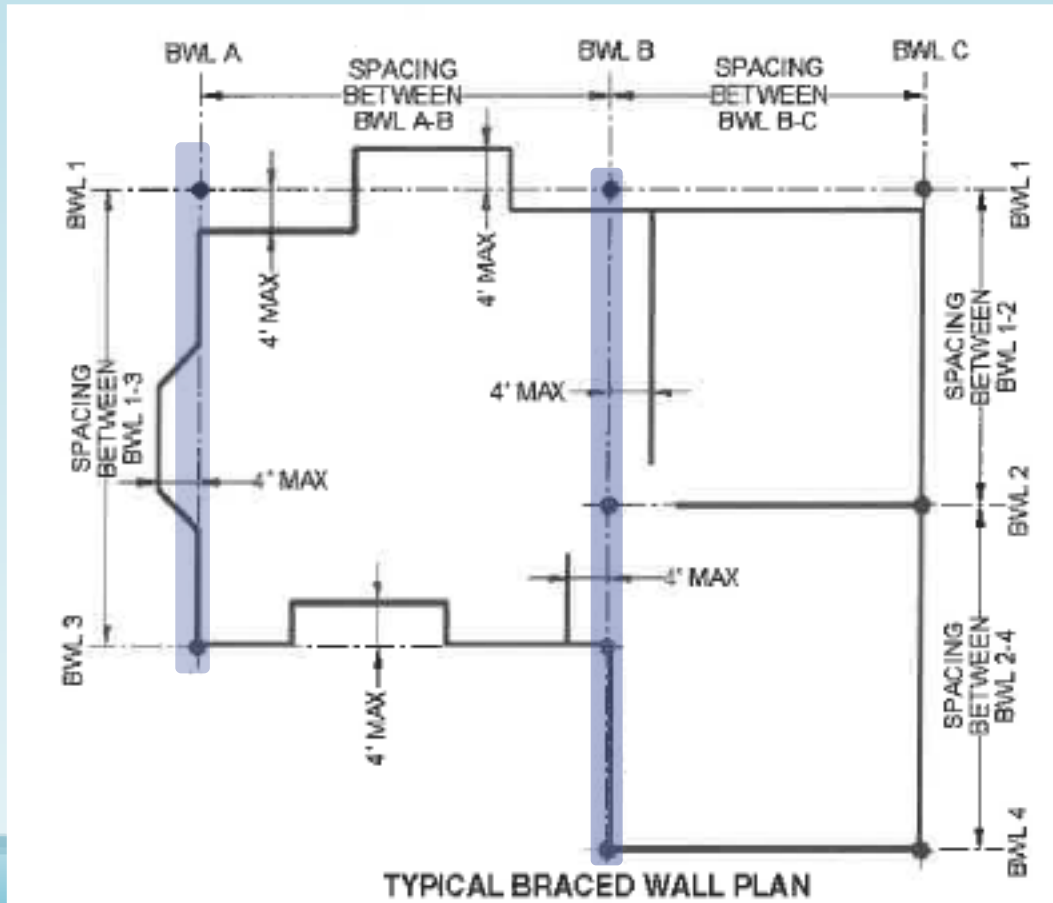 BWL A
BWL B
BWL C
SPACING
BETWEEN
BWL A-B
SPACING
BETWEEN
BWL B-C
BWL 1
BWL 1
4' MAX
4' MAX
SPACING
BETWEEN
BWL 1-3
SPACING
BETWEEN
BWL 1-2
4' MAX
4' MAX
BWL 2
4' MAX
BWL 3
4' MAX
SPACING
BETWEEN
BWL 2-4
BWL 4
TYPICAL BRACED WALL PLAN